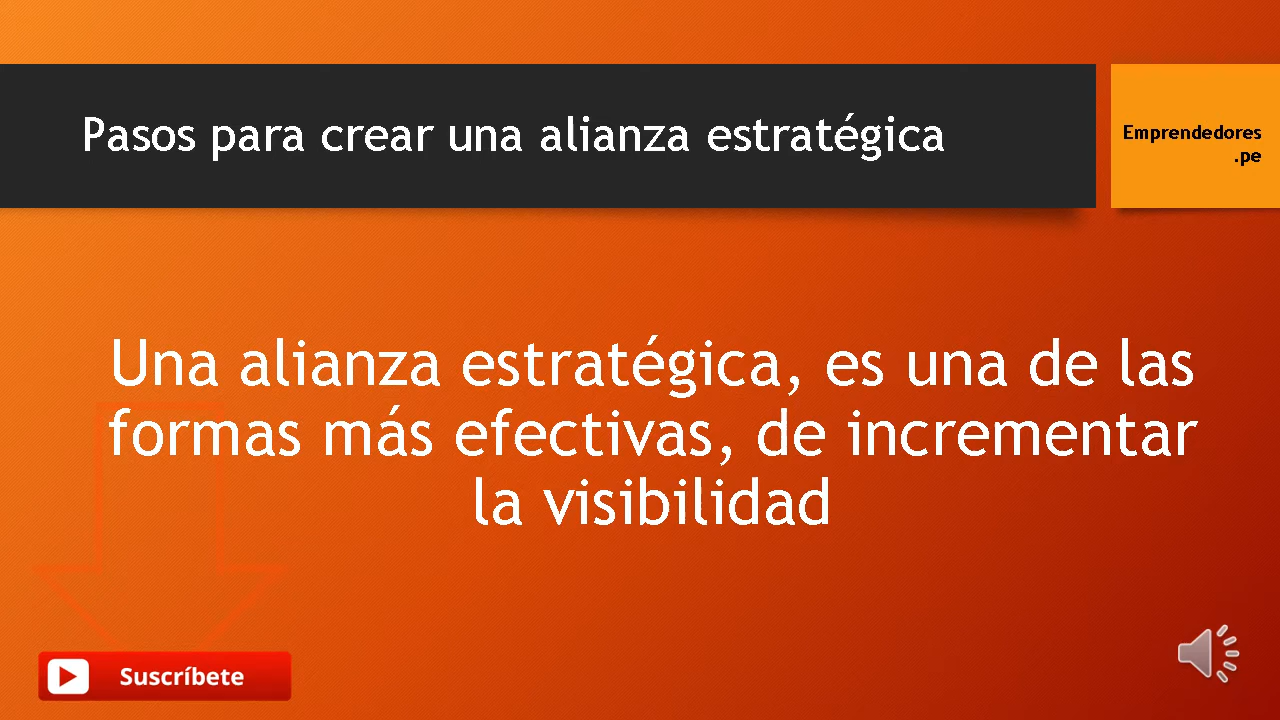 Pasos para crear una alianza estratégica
Emprendedores
.pe
Una alianza estratégica, es una de las
formas más efectivas, de incrementar
la visibilidad
Suscríbete